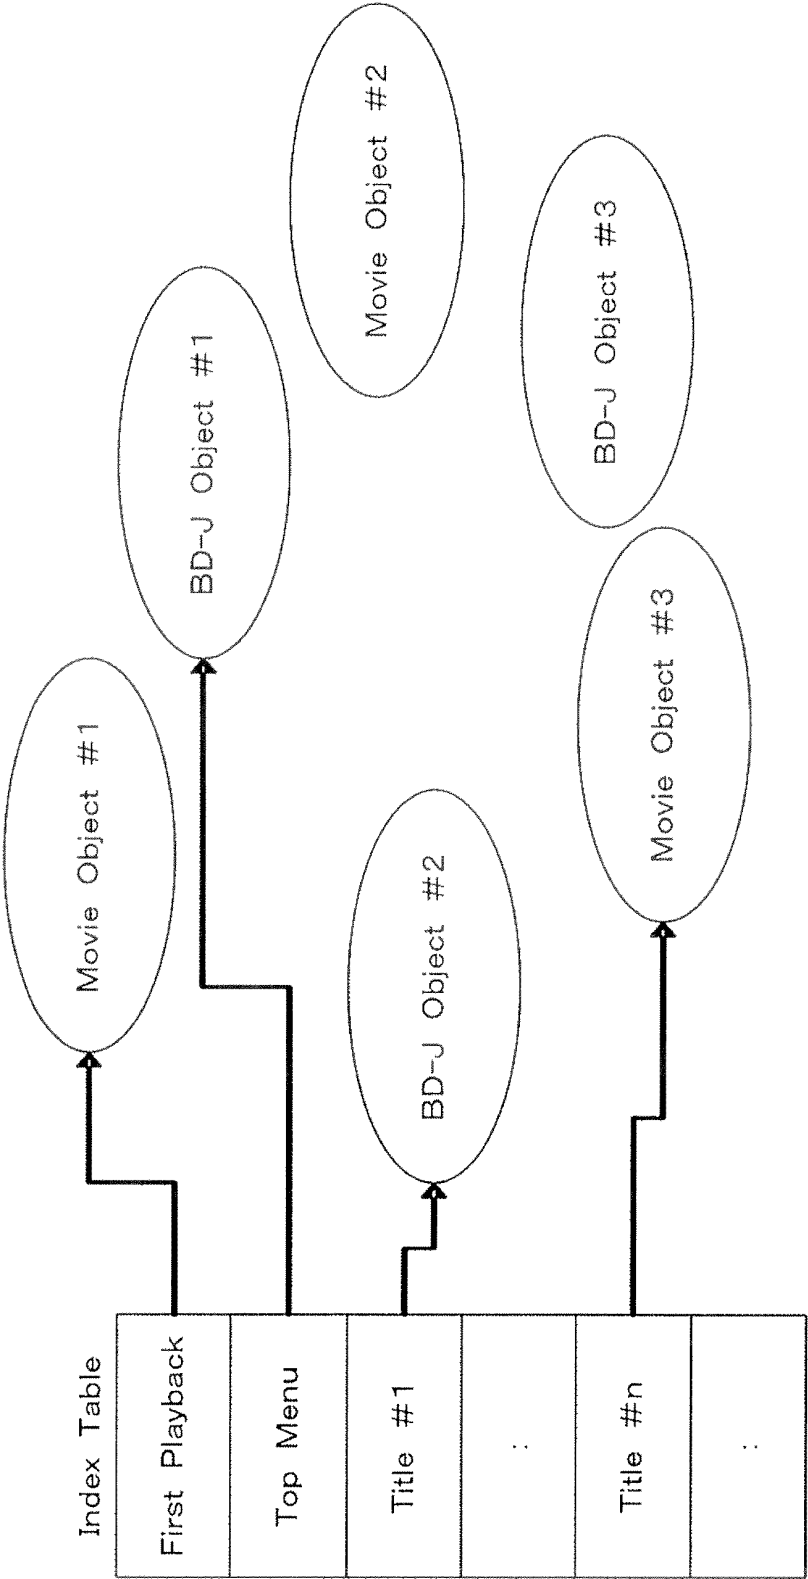 Index Table
First Playback
Top Menu
Title #1
:
Title #n
:
Movie Object #1
BD-J Object #1
Movie Object #2
BD-J Object #2
Movie Object #3
BD-J Object #3